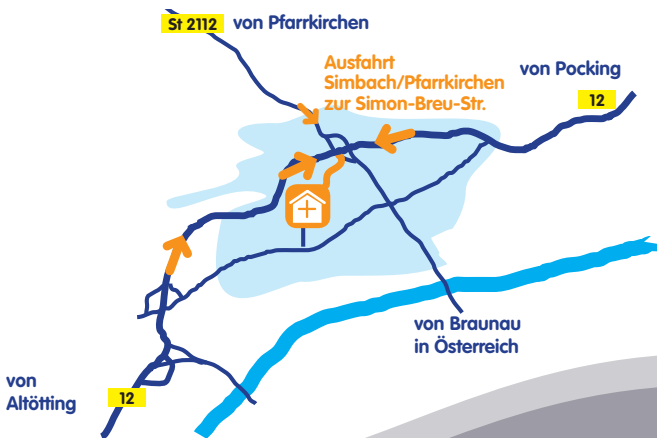 St 2112 von Pfarrkirchen
Ausfahrt
Simbach/Pfarrkirchen
zur Simon-Breu-Str.
von Pocking
12
von Braunau
in Österreich
von
Altötting
12